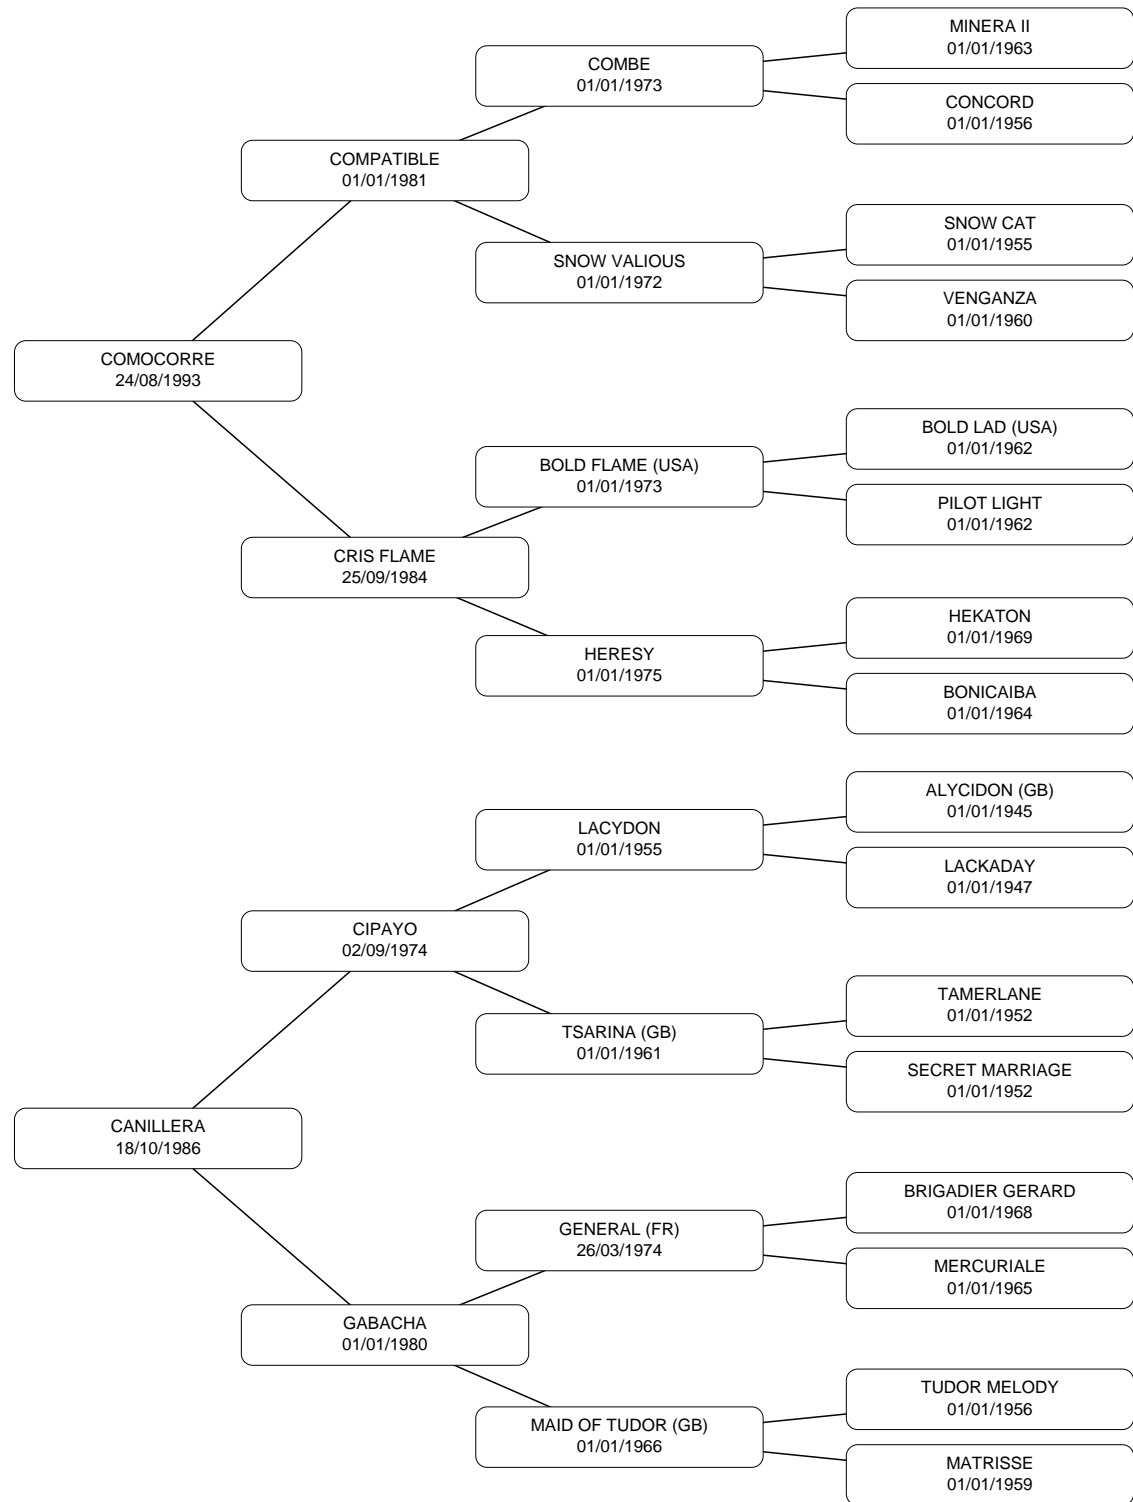 MINERA II
01/01/1963
COMBE
01/01/1973
CONCORD
01/01/1956
COMPATIBLE
01/01/1981
SNOW CAT
01/01/1955
SNOW VALIOUS
01/01/1972
VENGANZA
01/01/1960
COMOCORRE
24/08/1993
BOLD LAD (USA)
01/01/1962
BOLD FLAME (USA)
01/01/1973
PILOT LIGHT
01/01/1962
CRIS FLAME
25/09/1984
HEKATON
01/01/1969
HERESY
01/01/1975
BONICAIBA
01/01/1964
ALYCIDON (GB)
01/01/1945
LACYDON
01/01/1955
LACKADAY
01/01/1947
CIPAYO
02/09/1974
TAMERLANE
01/01/1952
TSARINA (GB)
01/01/1961
SECRET MARRIAGE
01/01/1952
CANILLERA
18/10/1986
BRIGADIER GERARD
01/01/1968
GENERAL (FR)
26/03/1974
MERCURIALE
01/01/1965
GABACHA
01/01/1980
TUDOR MELODY
01/01/1956
MAID OF TUDOR (GB)
01/01/1966
MATRISSE
01/01/1959